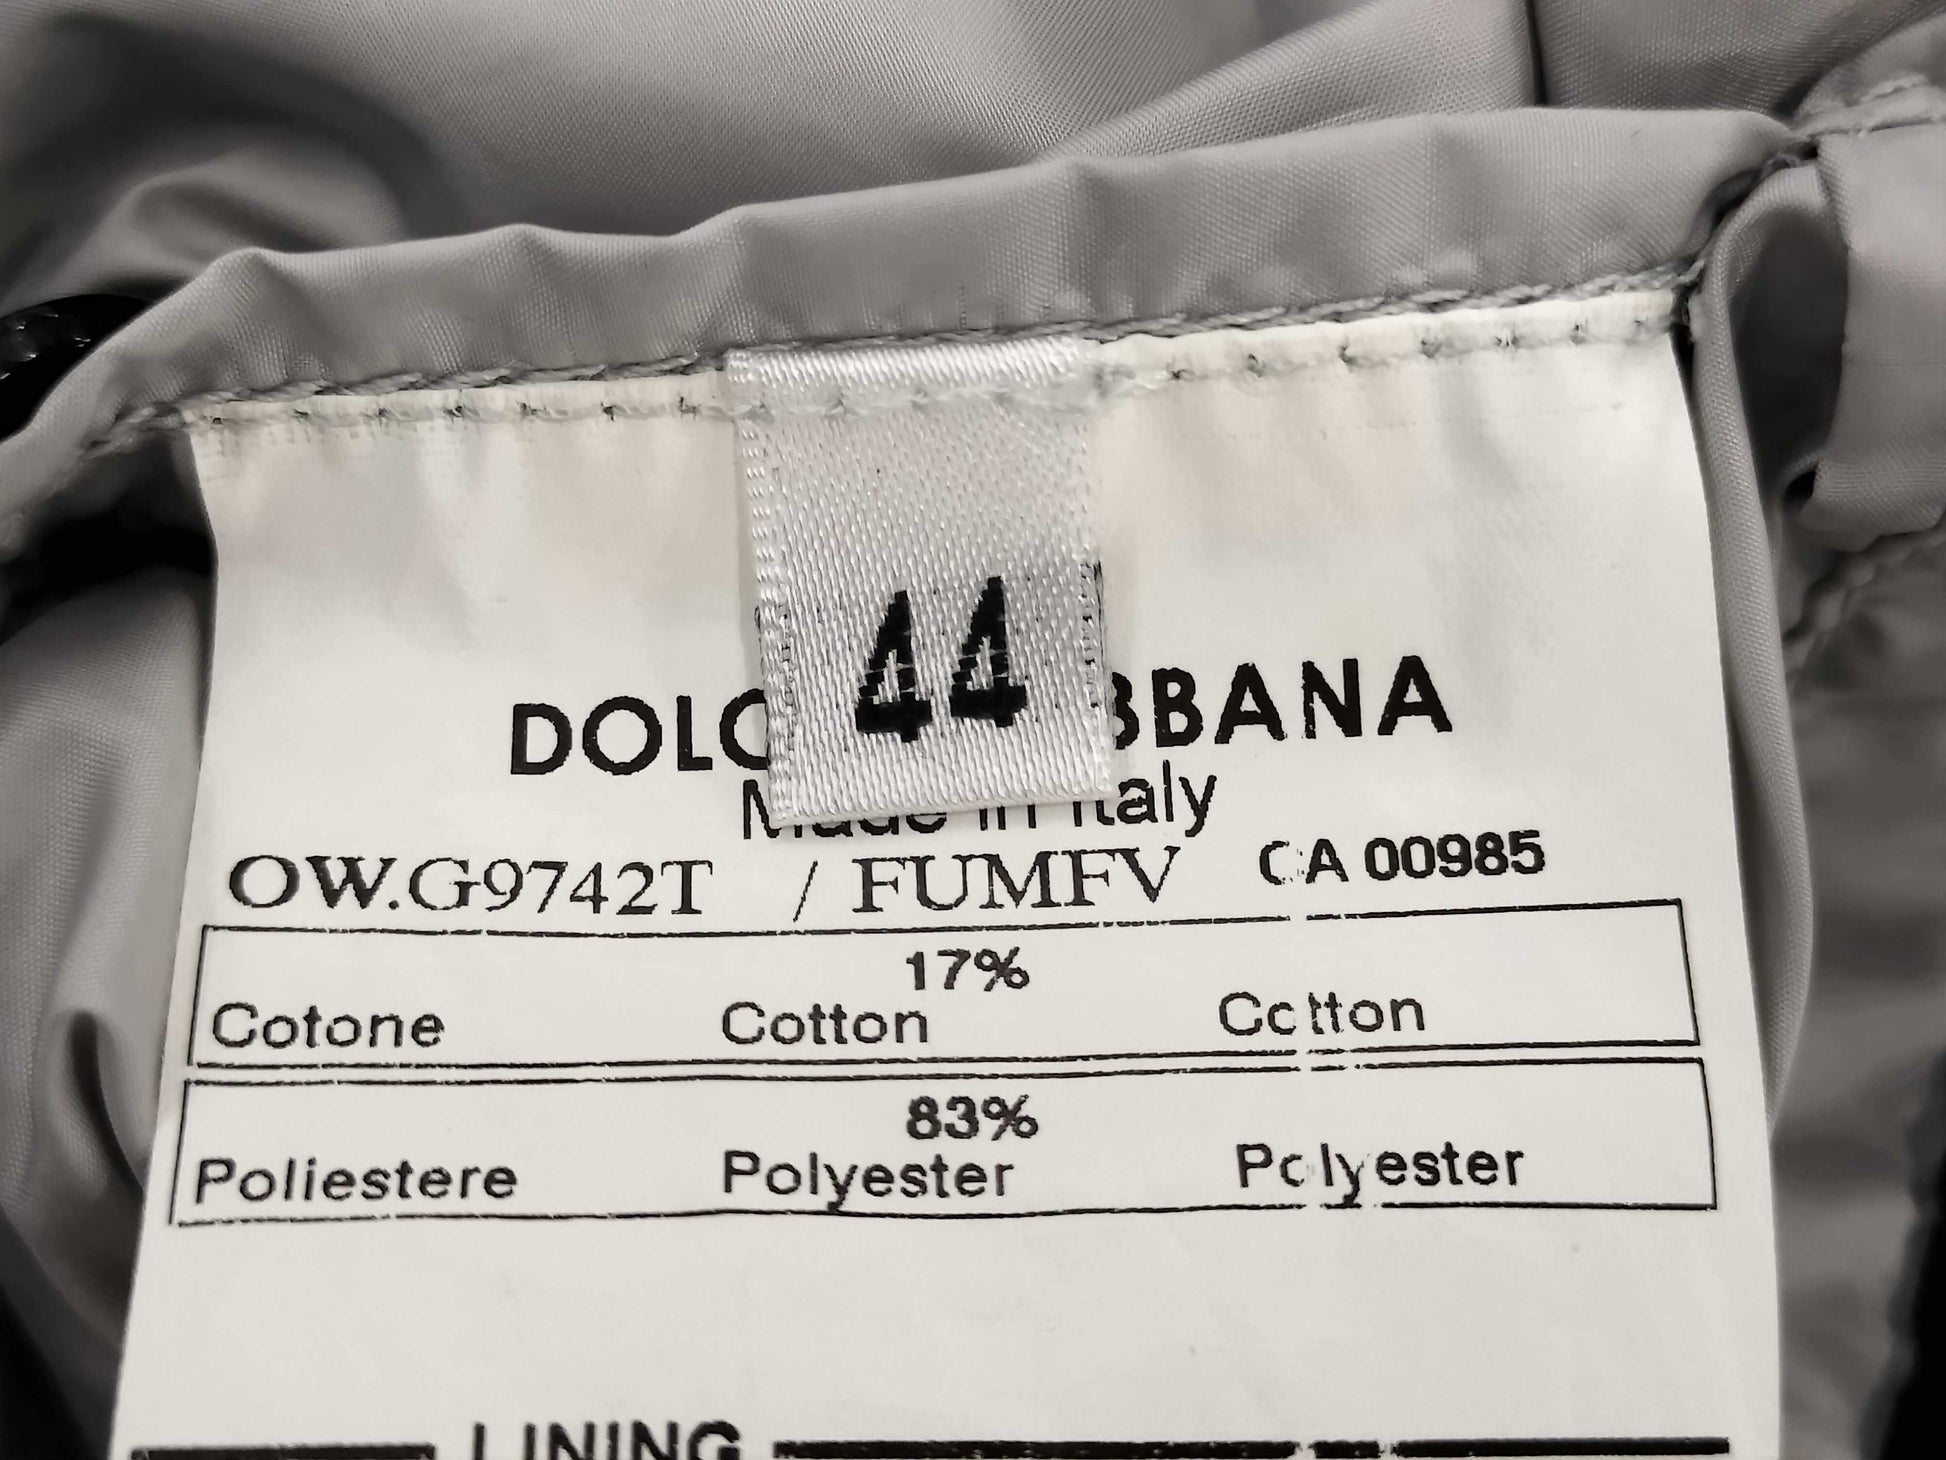 44
DOLC BBANA
Made in Italy
OW.G9742T / FUMFV CA 00985
17%
Cotone Cotton Cotton
83%
Poliestere Polyester Polyester
LINING